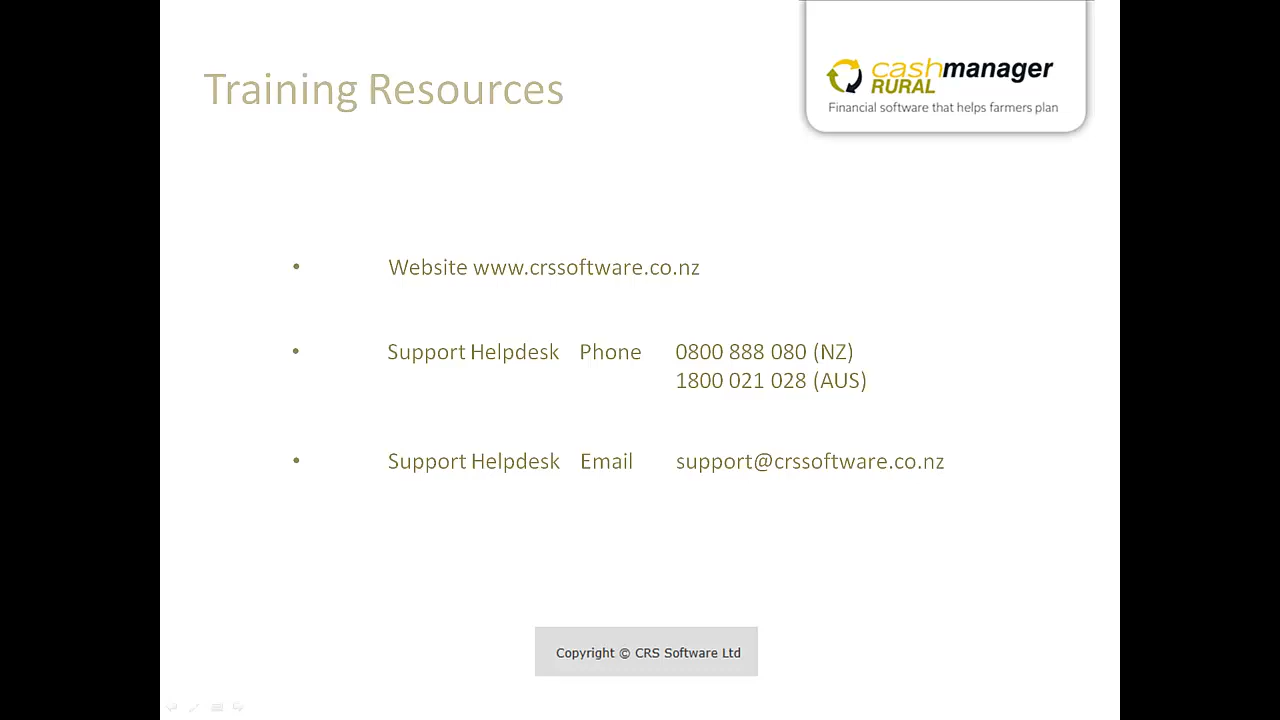 Training Resources
cashmanager
RURAL
Financial software that helps farmers plan
• Website www.crssoftware.co.nz
• Support Helpdesk Phone 0800 888 080 (NZ)
1800 021 028 (AUS)
• Support Helpdesk Email support@crssoftware.co.nz
Copyright © CRS Software Ltd